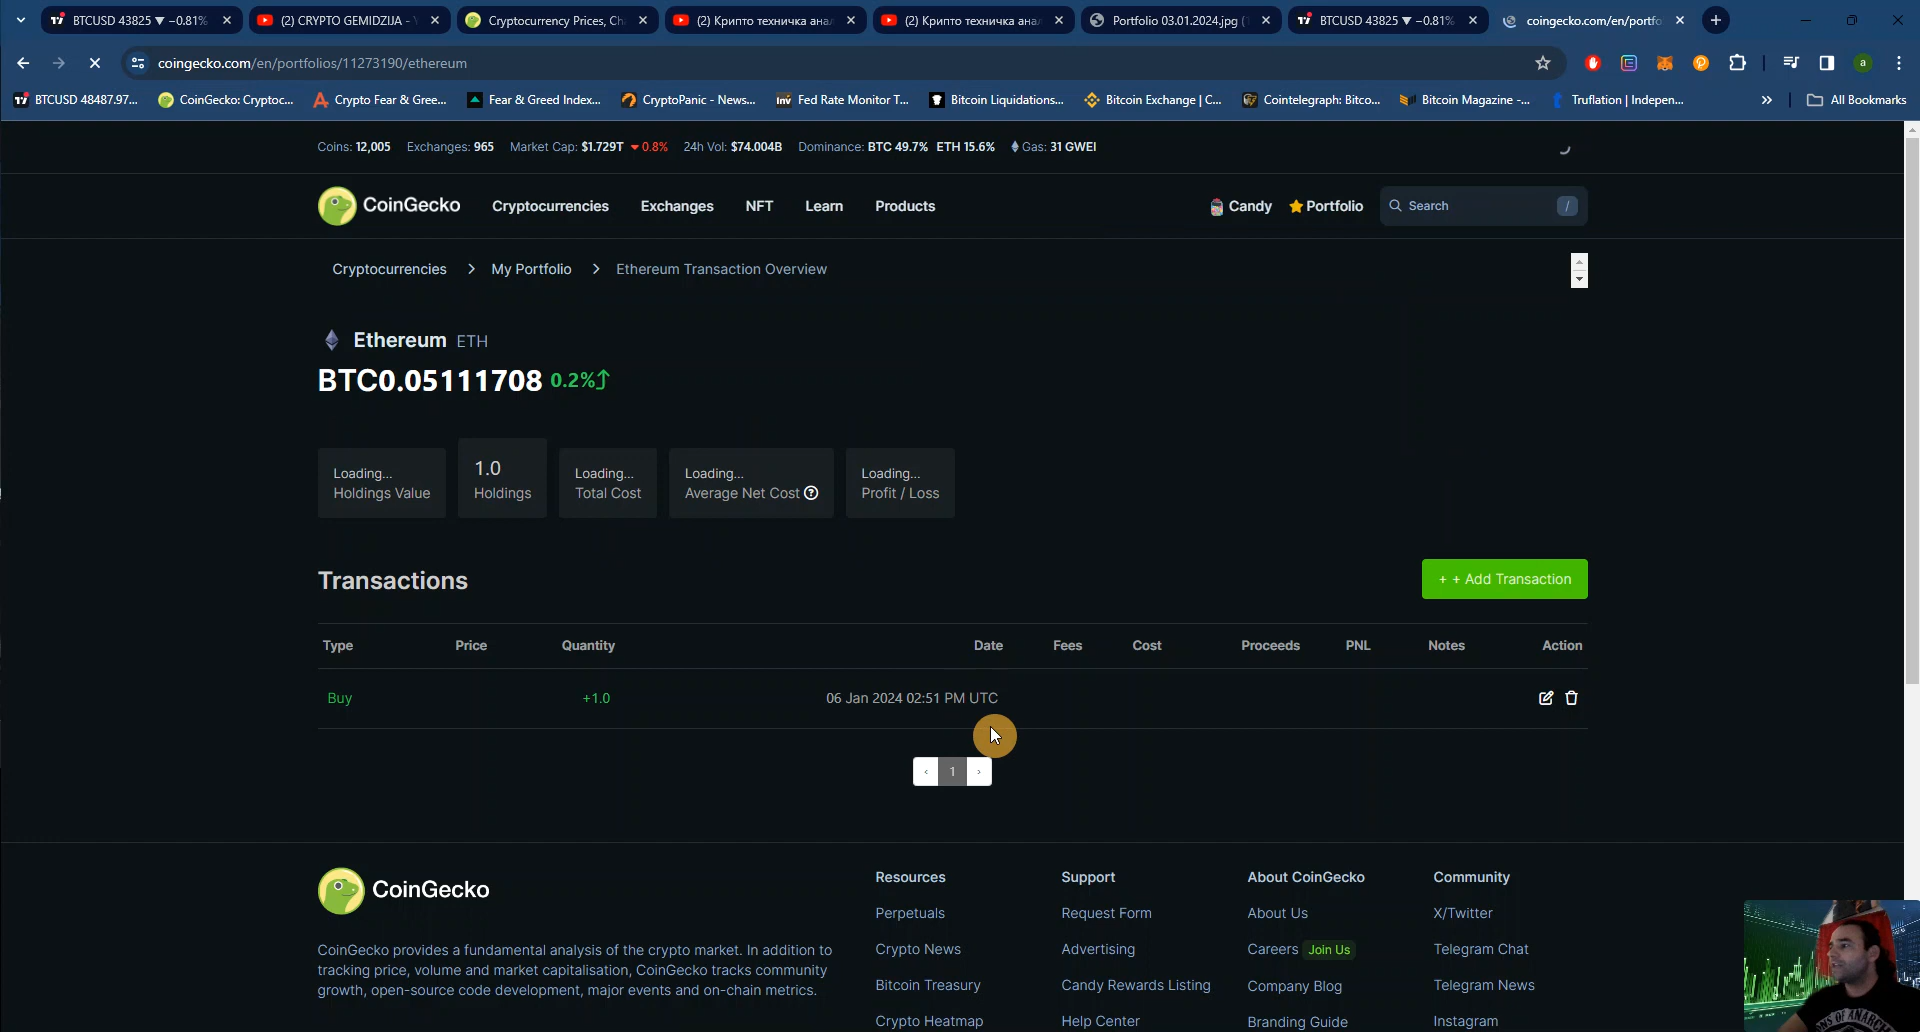 BTCUSD 43825 ▼ −0.81%
(2) CRYPTO GEMIDZIJA - Y
Cryptocurrency Prices, Ch
(2) Крипто техничка ана
(2) Крипто техничка ана
Portfolio 03.01.2024.jpg (1
BTCUSD 43825 ▼ −0.81%
coingecko.com/en/portfo
coingecko.com/en/portfolios/11273190/ethereum
a
BTCUSD 48487.97...
CoinGecko: Cryptoc...
Crypto Fear & Gree...
Fear & Greed Index...
CryptoPanic - News...
Inv Fed Rate Monitor T...
Bitcoin Liquidations...
Bitcoin Exchange | C...
Cointelegraph: Bitco...
Bitcoin Magazine -...
Truflation | Indepen...
»
All Bookmarks
Coins: 12,005 Exchanges: 965 Market Cap: $1.729T ▼ 0.8% 24h Vol: $74.004B Dominance: BTC 49.7% ETH 15.6% Gas: 31 GWEI
CoinGecko
Cryptocurrencies
Exchanges
NFT
Learn
Products
Candy
Portfolio
Search /
Cryptocurrencies > My Portfolio > Ethereum Transaction Overview
Ethereum ETH
BTC0.05111708 0.2%
Loading...
Holdings Value
1.0
Holdings
Loading...
Total Cost
Loading...
Average Net Cost ?
Loading...
Profit / Loss
Transactions
+ + Add Transaction
Type Price Quantity Date Fees Cost Proceeds PNL Notes Action
Buy +1.0 06 Jan 2024 02:51 PM UTC
‹ 1 ›
CoinGecko
CoinGecko provides a fundamental analysis of the crypto market. In addition to
tracking price, volume and market capitalisation, CoinGecko tracks community
growth, open-source code development, major events and on-chain metrics.
Resources
Perpetuals
Crypto News
Bitcoin Treasury
Crypto Heatmap
Support
Request Form
Advertising
Candy Rewards Listing
Help Center
About CoinGecko
About Us
Careers Join Us
Company Blog
Branding Guide
Community
X/Twitter
Telegram Chat
Telegram News
Instagram